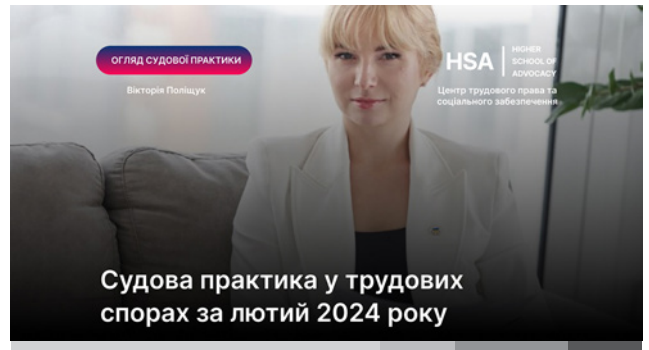 ОГЛЯД СУДОВОЇ ПРАКТИКИ
Вікторія Поліщук
HSA
HIGHER
SCHOOL OF
ADVOCACY
Центр трудового права та
соціального забезпечення
Судова практика у трудових
спорах за лютий 2024 року